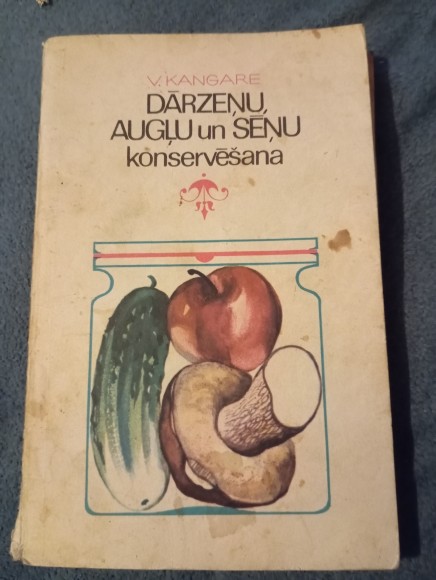 V. KANGARE
DĀRZEŅU,
AUGĻU un SĒŅU
konservēšana